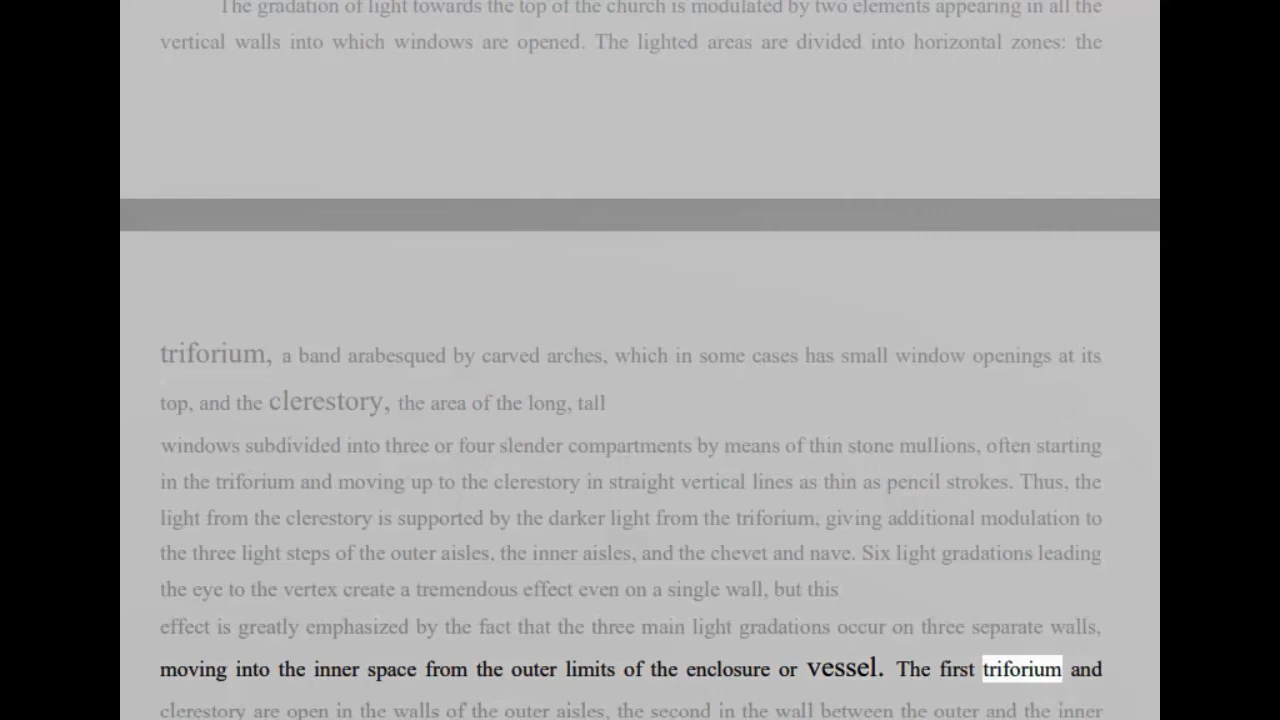 The gradation of light towards the top of the church is modulated by two elements appearing in all the
vertical walls into which windows are opened. The lighted areas are divided into horizontal zones: the
triforium, a band arabesqued by carved arches, which in some cases has small window openings at its
top, and the clerestory, the area of the long, tall
windows subdivided into three or four slender compartments by means of thin stone mullions, often starting
in the triforium and moving up to the clerestory in straight vertical lines as thin as pencil strokes. Thus, the
light from the clerestory is supported by the darker light from the triforium, giving additional modulation to
the three light steps of the outer aisles, the inner aisles, and the chevet and nave. Six light gradations leading
the eye to the vertex create a tremendous effect even on a single wall, but this
effect is greatly emphasized by the fact that the three main light gradations occur on three separate walls,
moving into the inner space from the outer limits of the enclosure or vessel. The first triforium and
clerestory are open in the walls of the outer aisles, the second in the wall between the outer and the inner